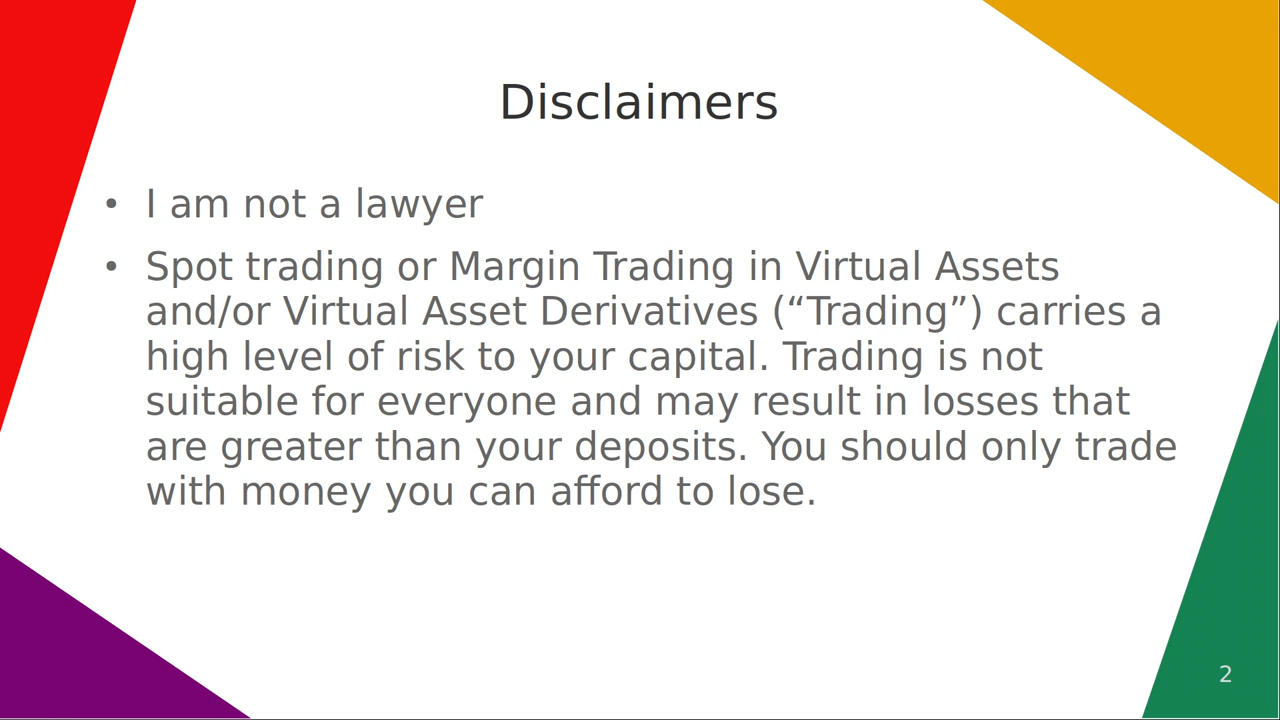 Disclaimers
• I am not a lawyer
• Spot trading or Margin Trading in Virtual Assets
and/or Virtual Asset Derivatives (“Trading”) carries a
high level of risk to your capital. Trading is not
suitable for everyone and may result in losses that
are greater than your deposits. You should only trade
with money you can afford to lose.
2